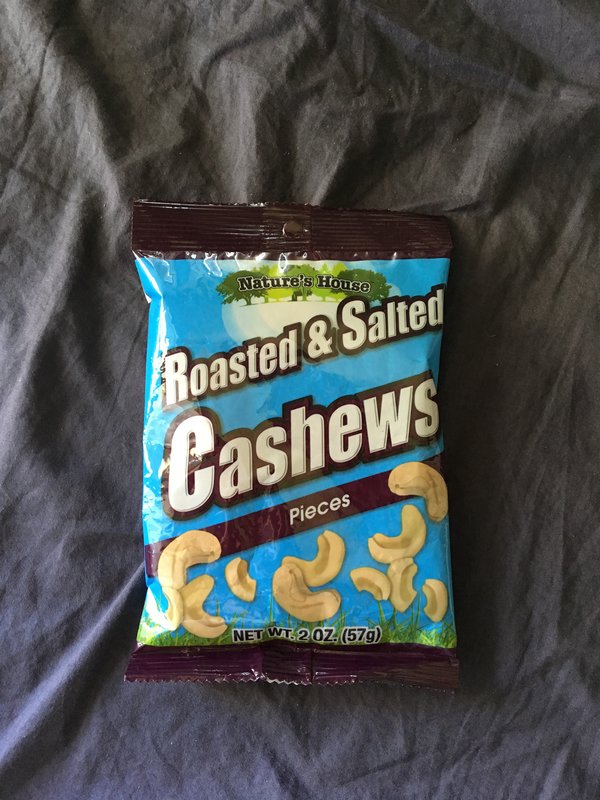 Nature's House
Roasted & Salted
Cashews
Pieces
NET WT. 2 OZ. (57g)